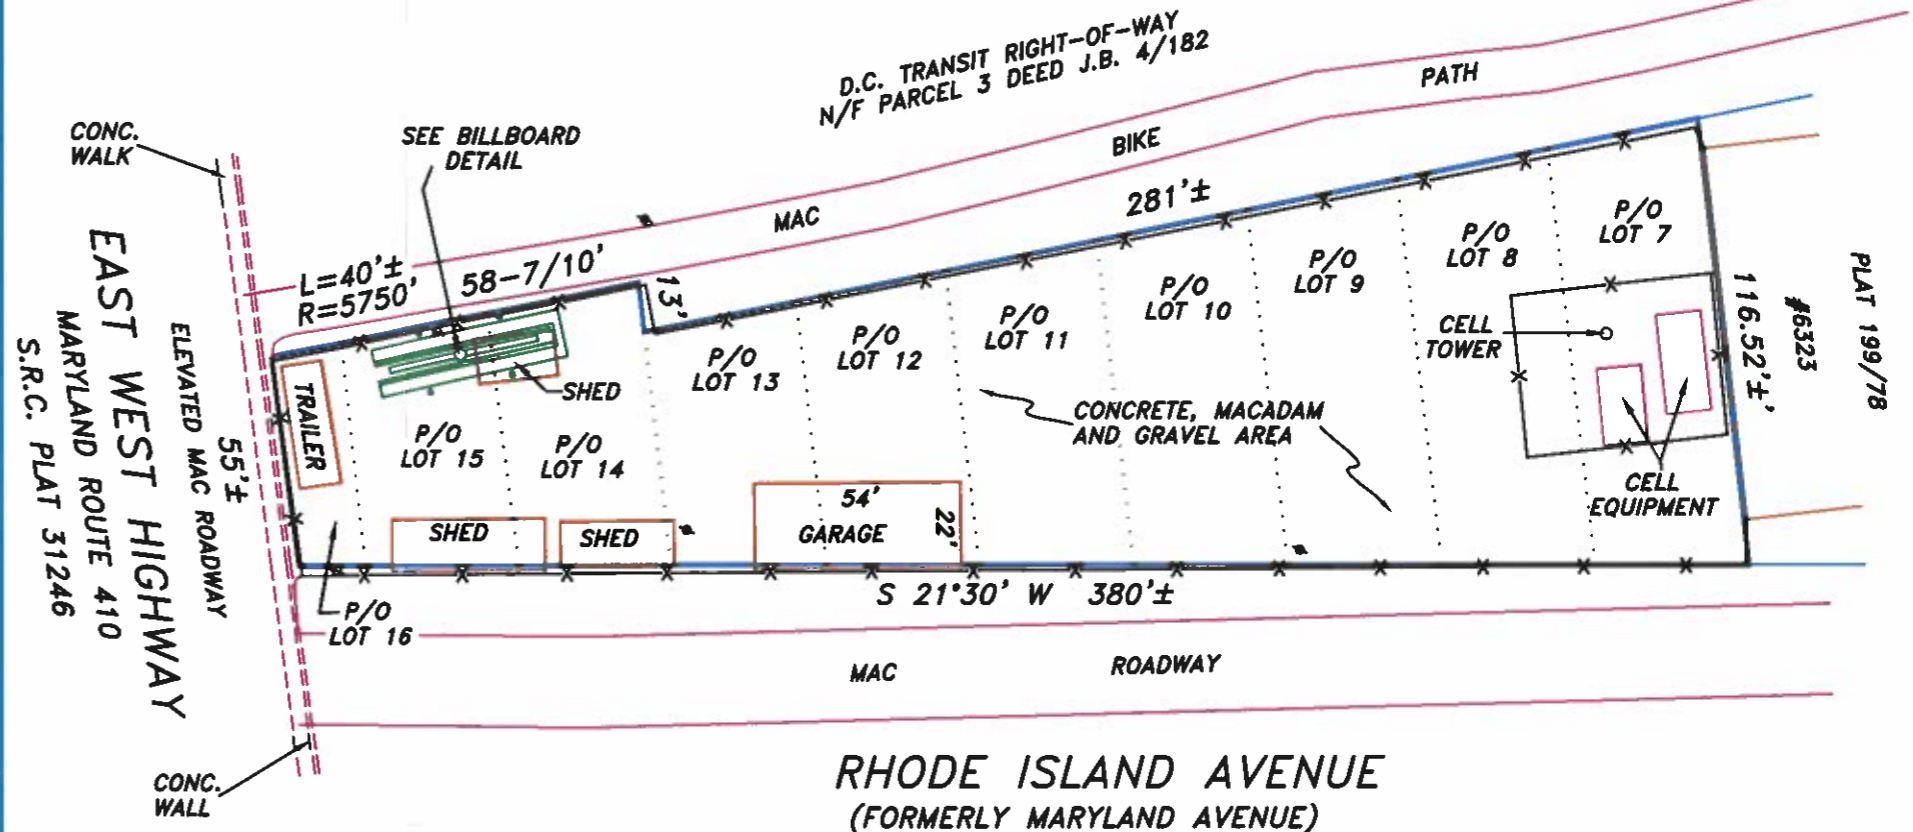 D.C. TRANSIT RIGHT-OF-WAY
N/F PARCEL 3 DEED J.B. 4/182
PATH
BIKE
MAC
CONC.
WALK
SEE BILLBOARD
DETAIL
L=40'±
R=5750'
58-7/10'
13'
281'±
P/O
LOT 7
P/O
LOT 8
P/O
LOT 9
P/O
LOT 10
P/O
LOT 11
P/O
LOT 12
P/O
LOT 13
P/O
LOT 14
P/O
LOT 15
P/O
LOT 16
TRAILER
SHED
SHED
SHED
54'
22'
GARAGE
CONCRETE, MACADAM
AND GRAVEL AREA
CELL
TOWER
CELL
EQUIPMENT
116.52'±'
#6323
PLAT 199/78
55'±
ELEVATED MAC ROADWAY
EAST WEST HIGHWAY
MARYLAND ROUTE 410
S.R.C. PLAT 31246
S 21°30' W 380'±
MAC ROADWAY
CONC.
WALL
RHODE ISLAND AVENUE
(FORMERLY MARYLAND AVENUE)